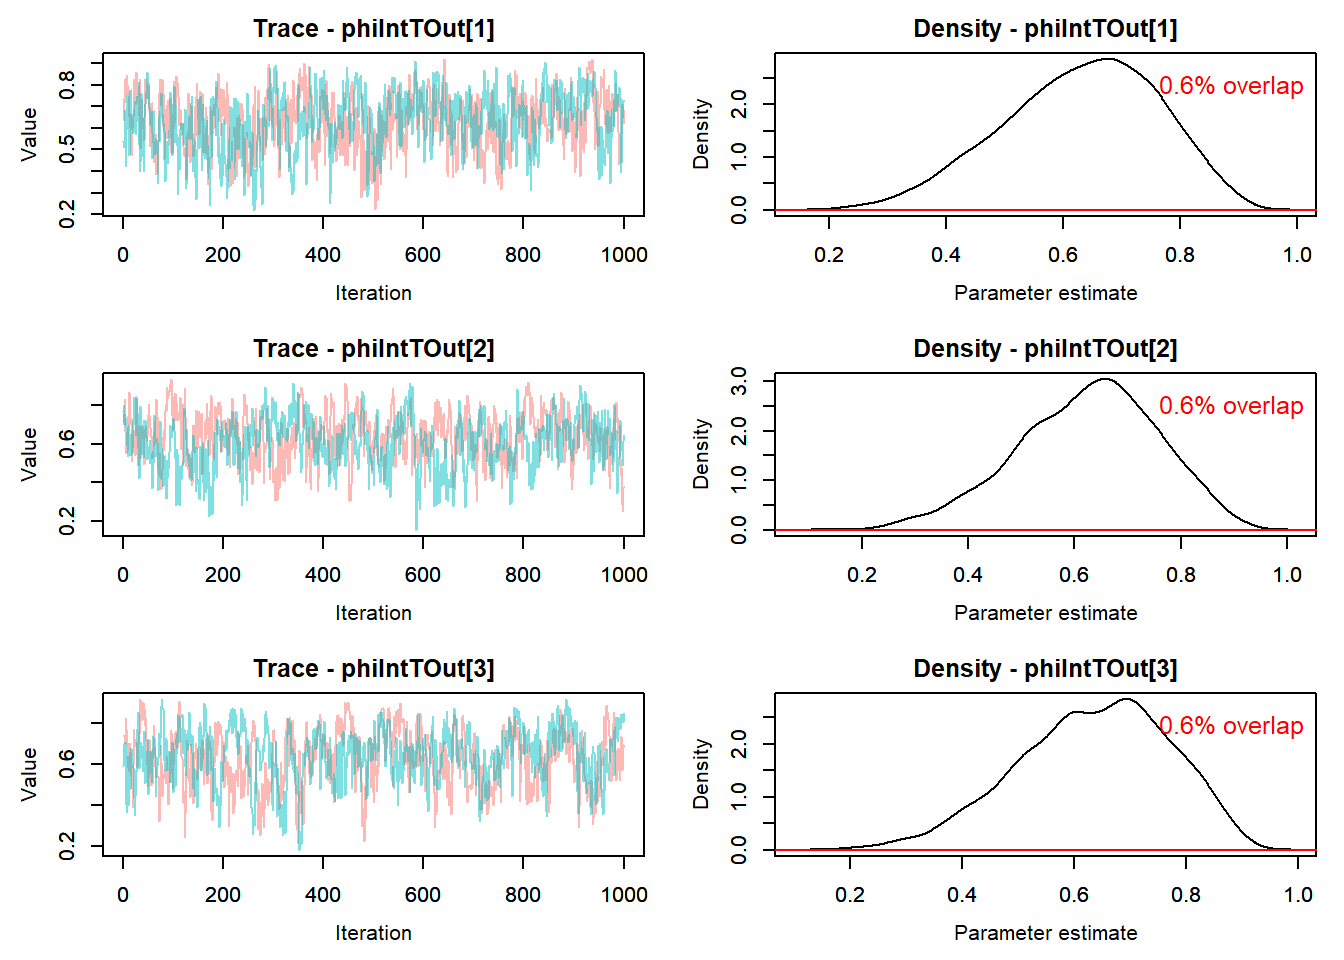 Trace - phiIntTOut[1]
Value
0.2
0.5
0.8
0
200
400
600
800
1000
Iteration
Density - phiIntTOut[1]
0.6% overlap
Density
0.0
1.0
2.0
0.2
0.4
0.6
0.8
1.0
Parameter estimate
Trace - phiIntTOut[2]
Value
0.2
0.6
0
200
400
600
800
1000
Iteration
Density - phiIntTOut[2]
0.6% overlap
Density
0.0
1.0
2.0
3.0
0.2
0.4
0.6
0.8
1.0
Parameter estimate
Trace - phiIntTOut[3]
Value
0.2
0.6
0
200
400
600
800
1000
Iteration
Density - phiIntTOut[3]
0.6% overlap
Density
0.0
1.0
2.0
0.2
0.4
0.6
0.8
1.0
Parameter estimate